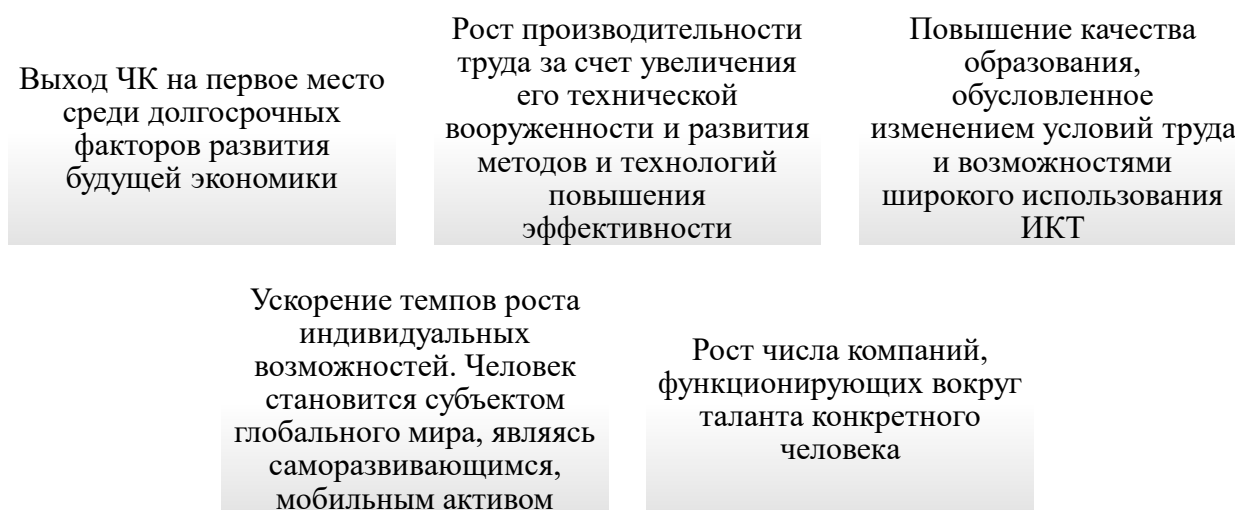 Выход ЧК на первое место
среди долгосрочных
факторов развития
будущей экономики
Рост производительности
труда за счет увеличения
его технической
вооруженности и развития
методов и технологий
повышения
эффективности
Повышение качества
образования,
обусловленное
изменением условий труда
и возможностями
широкого использования
ИКТ
Ускорение темпов роста
индивидуальных
возможностей. Человек
становится субъектом
глобального мира, являясь
саморазвивающимся,
мобильным активом
Рост числа компаний,
функционирующих вокруг
таланта конкретного
человека